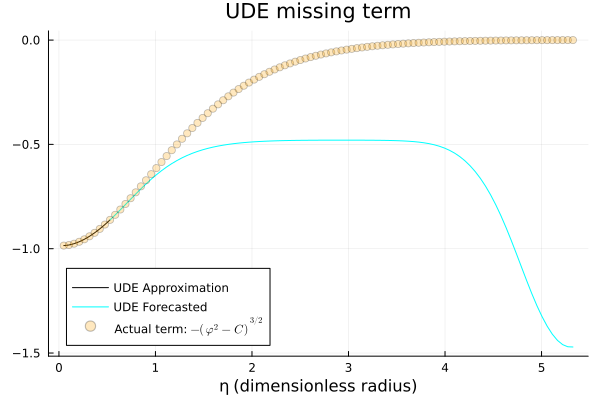 UDE missing term
0.0
−0.5
−1.0
−1.5
UDE Approximation
UDE Forecasted
Actual term: −(φ² − C)^{3/2}
0 1 2 3 4 5
η (dimensionless radius)